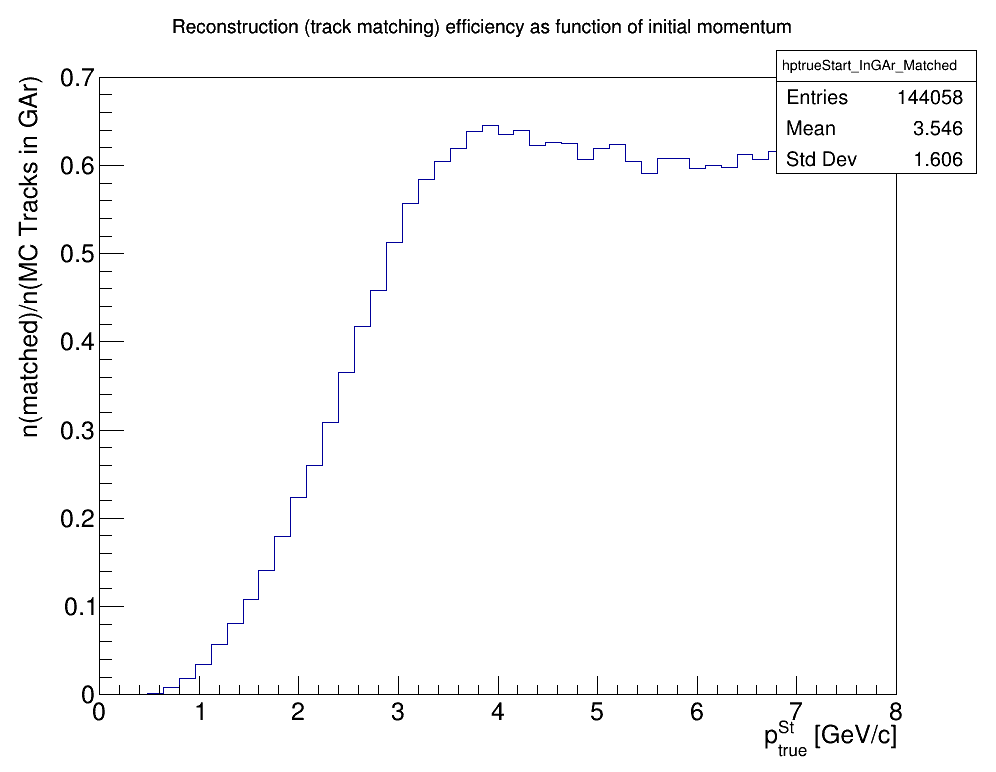 Reconstruction (track matching) efficiency as function of initial momentum
hptrueStart_InGAr_Matched
Entries 144058
Mean 3.546
Std Dev 1.606
n(matched)/n(MC Tracks in GAr)
0.7
0.6
0.5
0.4
0.3
0.2
0.1
0
0 1 2 3 4 5 6 7 8
p^St_true [GeV/c]